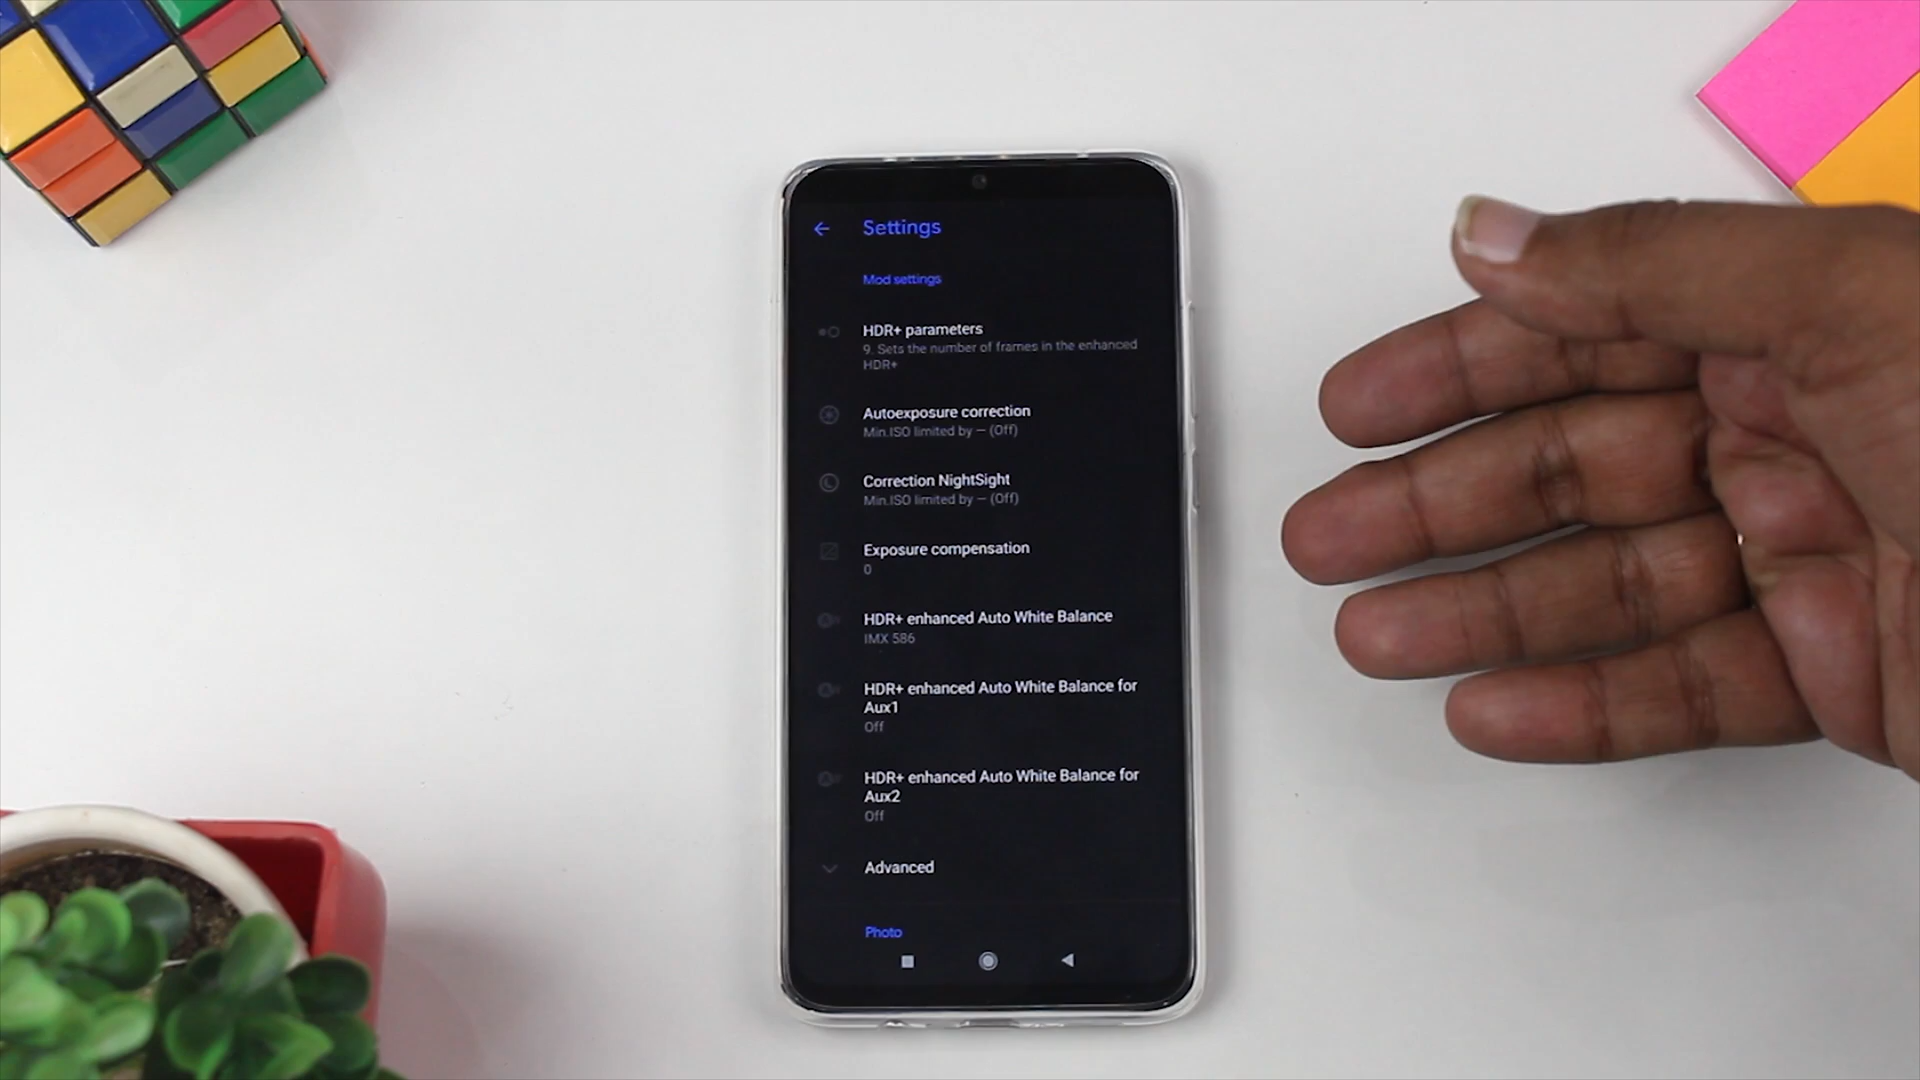 Settings
Mod settings
HDR+ parameters
9. Sets the number of frames in the enhanced
HDR+
Autoexposure correction
Min.ISO limited by — (Off)
Correction NightSight
Min.ISO limited by — (Off)
Exposure compensation
0
HDR+ enhanced Auto White Balance
IMX 586
HDR+ enhanced Auto White Balance for
Aux1
Off
HDR+ enhanced Auto White Balance for
Aux2
Off
Advanced
Photo